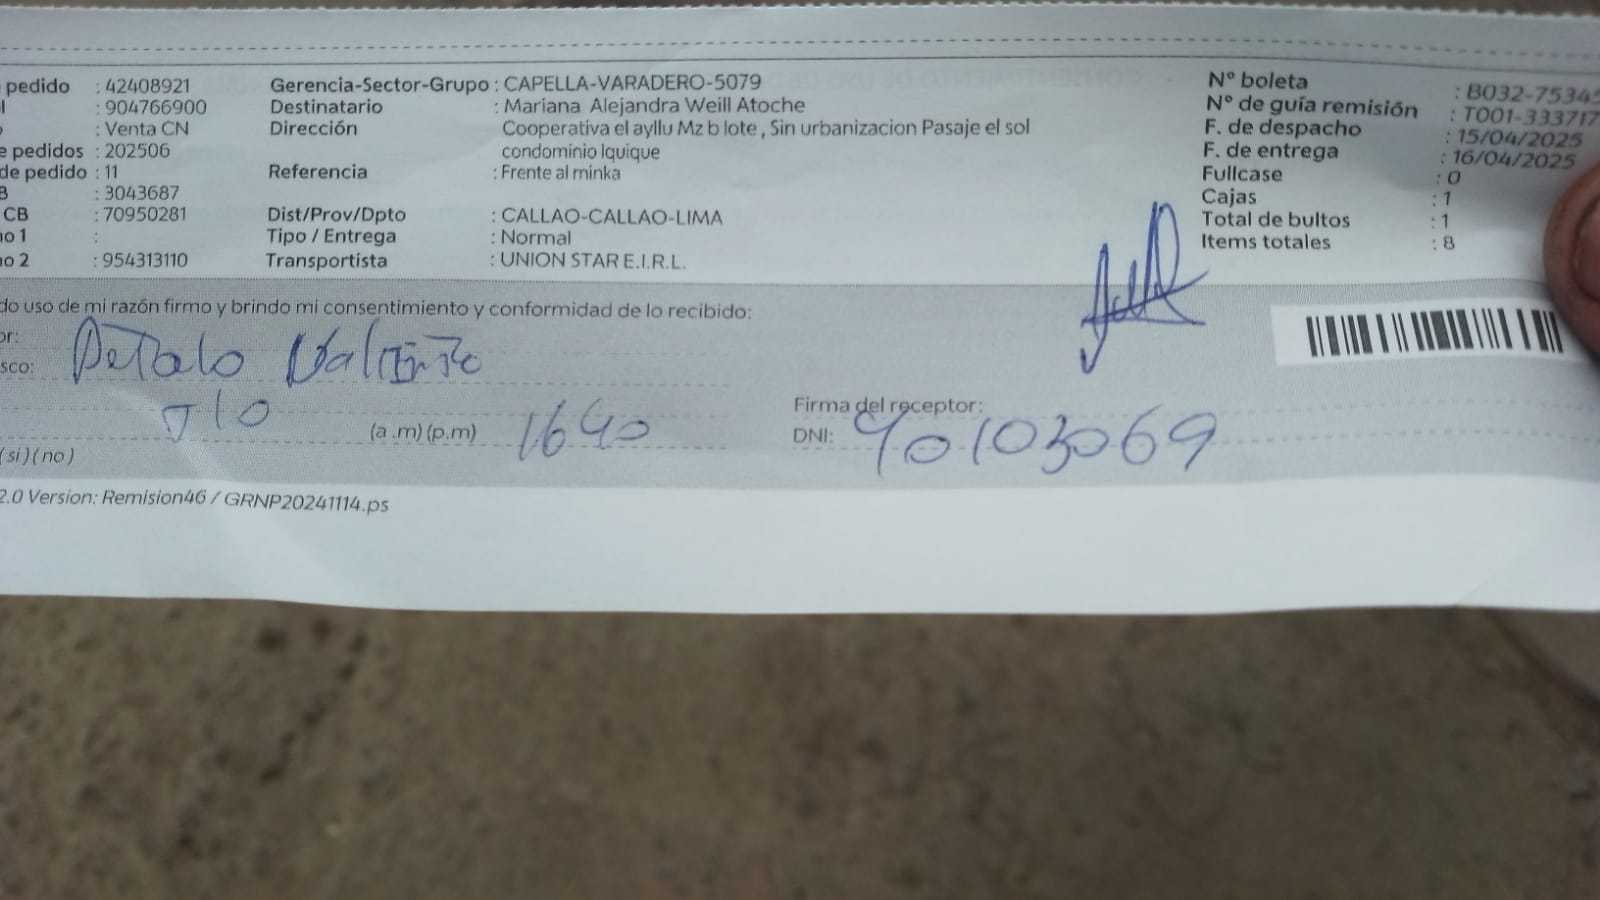 pedido : 42408921 Gerencia-Sector-Grupo : CAPELLA-VARADERO-5079 N° boleta : B032-75345
l : 904766900 Destinatario : Mariana Alejandra Weill Atoche N° de guía remisión : T001-333717
o : Venta CN Dirección Cooperativa el ayllu Mz b lote , Sin urbanizacion Pasaje el sol F. de despacho : 15/04/2025
e pedidos : 202506 condominio Iquique F. de entrega : 16/04/2025
de pedido : 11 Referencia : Frente al minka Fullcase : 0
B : 3043687 Cajas : 1
CB : 70950281 Dist/Prov/Dpto : CALLAO-CALLAO-LIMA Total de bultos : 1
no 1 : Tipo / Entrega : Normal Items totales : 8
no 2 : 954313110 Transportista : UNION STAR E.I.R.L.
do uso de mi razón firmo y brindo mi consentimiento y conformidad de lo recibido:
or:
sco:
(a .m) (p.m) 1640 Firma del receptor:
DNI: 40103069
( si ) ( no )
2.0 Version: Remision46 / GRNP20241114.ps